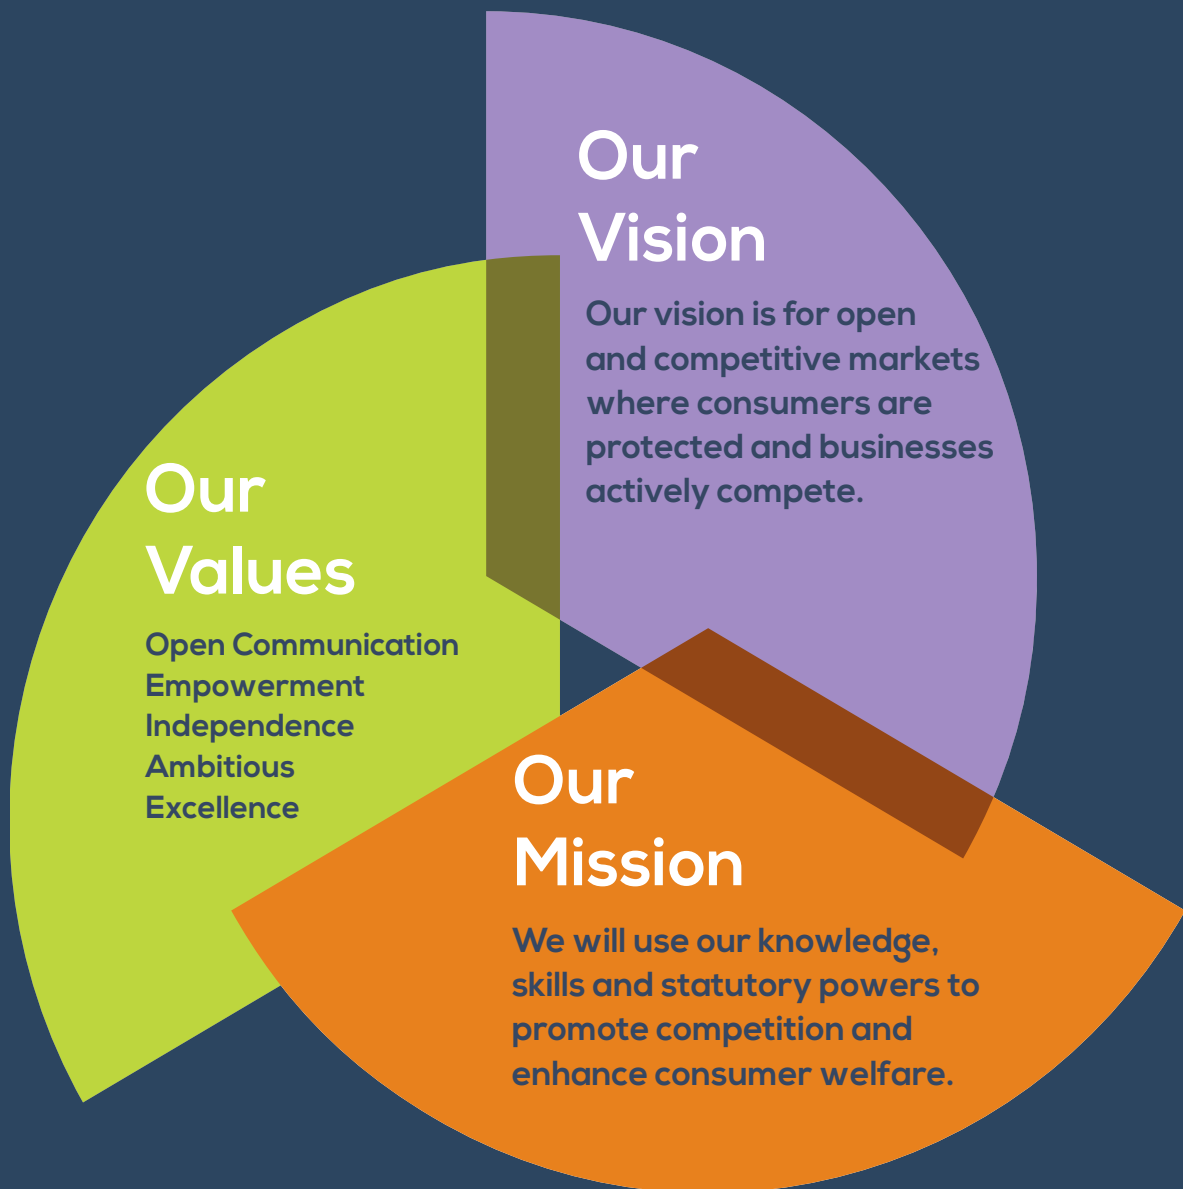 Our
Vision
Our vision is for open
and competitive markets
where consumers are
protected and businesses
actively compete.
Our
Values
Open Communication
Empowerment
Independence
Ambitious
Excellence
Our
Mission
We will use our knowledge,
skills and statutory powers to
promote competition and
enhance consumer welfare.